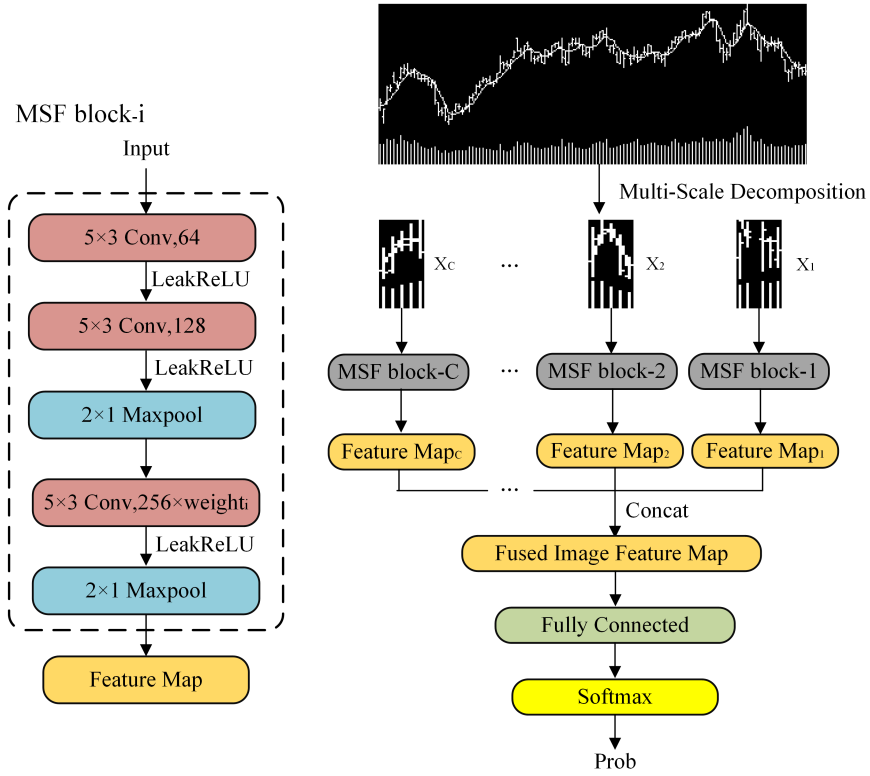 MSF block-i
Input
5×3 Conv,64
LeakReLU
5×3 Conv,128
LeakReLU
2×1 Maxpool
5×3 Conv,256×weightᵢ
LeakReLU
2×1 Maxpool
Feature Map
Multi-Scale Decomposition
X_C ... X₂ X₁
MSF block-C ... MSF block-2 MSF block-1
Feature Map_C Feature Map₂ Feature Map₁
...
Concat
Fused Image Feature Map
Fully Connected
Softmax
Prob